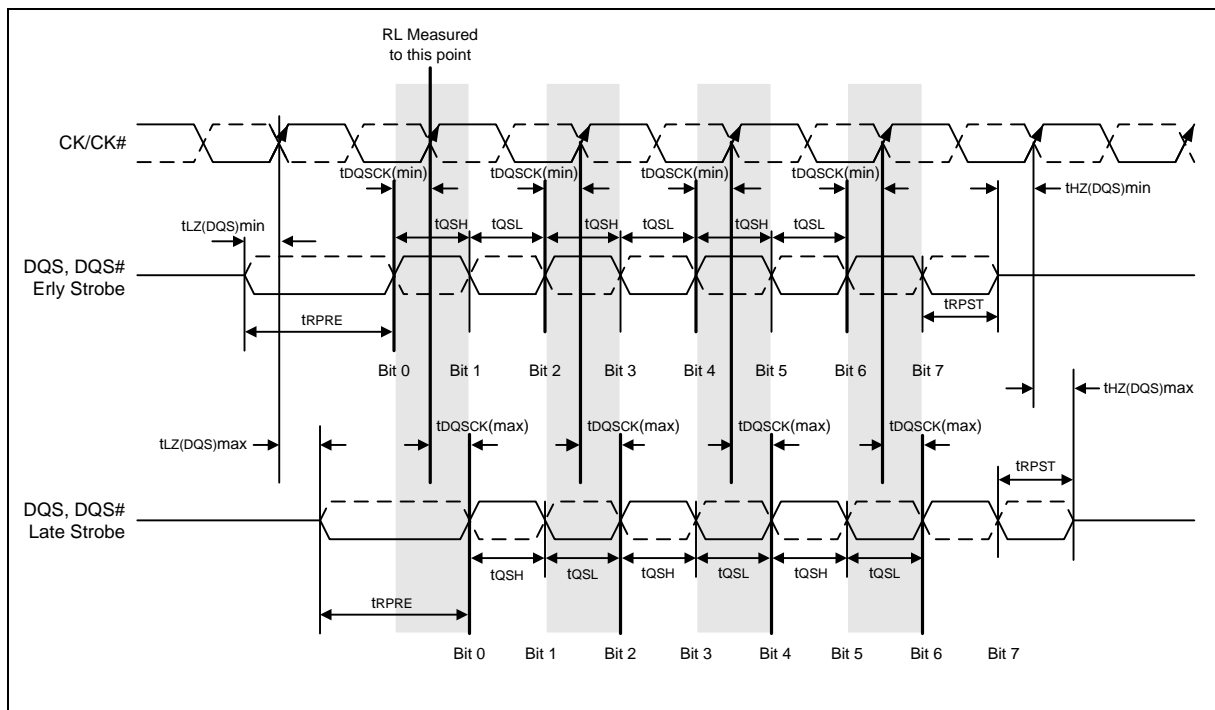 RL Measured
to this point
CK/CK#
tDQSCK(min) tDQSCK(min) tDQSCK(min) tDQSCK(min)
tHZ(DQS)min
tLZ(DQS)min
tQSH tQSL tQSH tQSL tQSH tQSL
DQS, DQS#
Erly Strobe
tRPRE
tRPST
Bit 0 Bit 1 Bit 2 Bit 3 Bit 4 Bit 5 Bit 6 Bit 7
tHZ(DQS)max
tDQSCK(max) tDQSCK(max) tDQSCK(max) tDQSCK(max)
tLZ(DQS)max
tRPST
DQS, DQS#
Late Strobe
tQSH tQSL tQSH tQSL tQSH tQSL
tRPRE
Bit 0 Bit 1 Bit 2 Bit 3 Bit 4 Bit 5 Bit 6 Bit 7